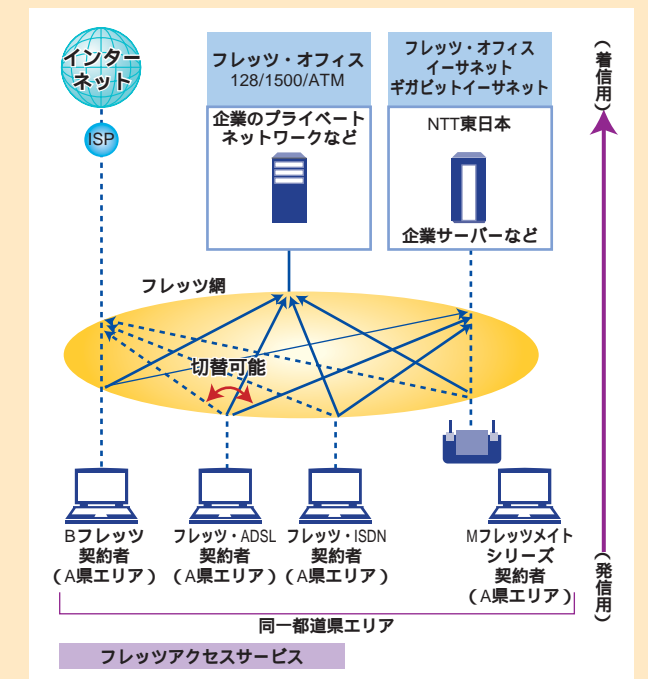 インター
ネット
ISP
フレッツ・オフィス
128/1500/ATM
企業のプライベート
ネットワークなど
フレッツ・オフィス
イーサネット
ギガビットイーサネット
NTT東日本
企業サーバーなど
（着信用）
フレッツ網
切替可能
Bフレッツ
契約者
（A県エリア）
フレッツ・ADSL
契約者
（A県エリア）
フレッツ・ISDN
契約者
（A県エリア）
Mフレッツメイト
シリーズ
契約者
（A県エリア）
（発信用）
同一都道県エリア
フレッツアクセスサービス